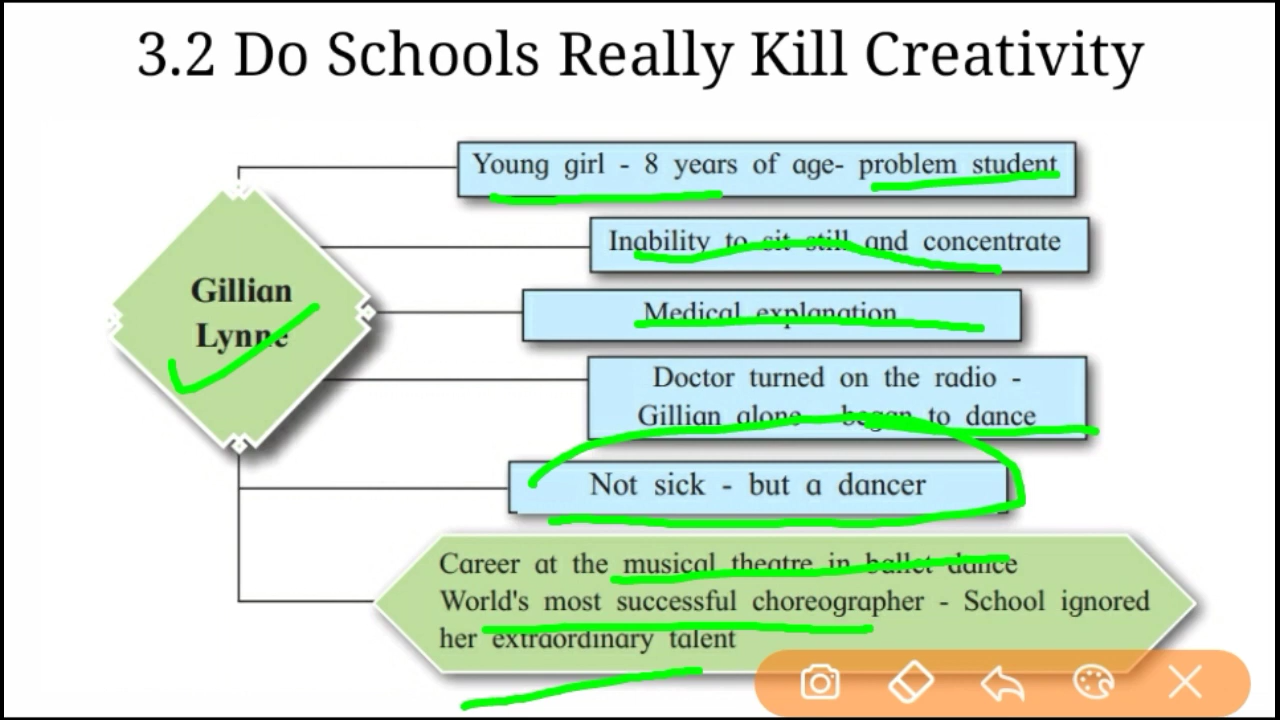 3.2 Do Schools Really Kill Creativity
Young girl - 8 years of age- problem student
Inability to sit still and concentrate
Gillian
Lynne
Medical explanation
Doctor turned on the radio -
Gillian alone - began to dance
Not sick - but a dancer
Career at the musical theatre in ballet dance
World's most successful choreographer - School ignored
her extraordinary talent